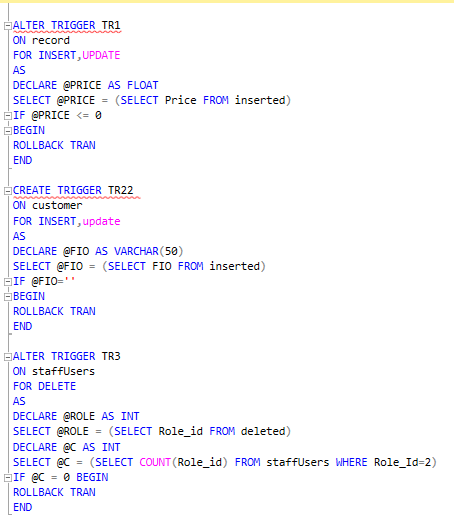 ALTER TRIGGER TR1
ON record
FOR INSERT,UPDATE
AS
DECLARE @PRICE AS FLOAT
SELECT @PRICE = (SELECT Price FROM inserted)
IF @PRICE <= 0
BEGIN
ROLLBACK TRAN
END
CREATE TRIGGER TR22
ON customer
FOR INSERT,update
AS
DECLARE @FIO AS VARCHAR(50)
SELECT @FIO = (SELECT FIO FROM inserted)
IF @FIO=''
BEGIN
ROLLBACK TRAN
END
ALTER TRIGGER TR3
ON staffUsers
FOR DELETE
AS
DECLARE @ROLE AS INT
SELECT @ROLE = (SELECT Role_id FROM deleted)
DECLARE @C AS INT
SELECT @C = (SELECT COUNT(Role_id) FROM staffUsers WHERE Role_Id=2)
IF @C = 0 BEGIN
ROLLBACK TRAN
END